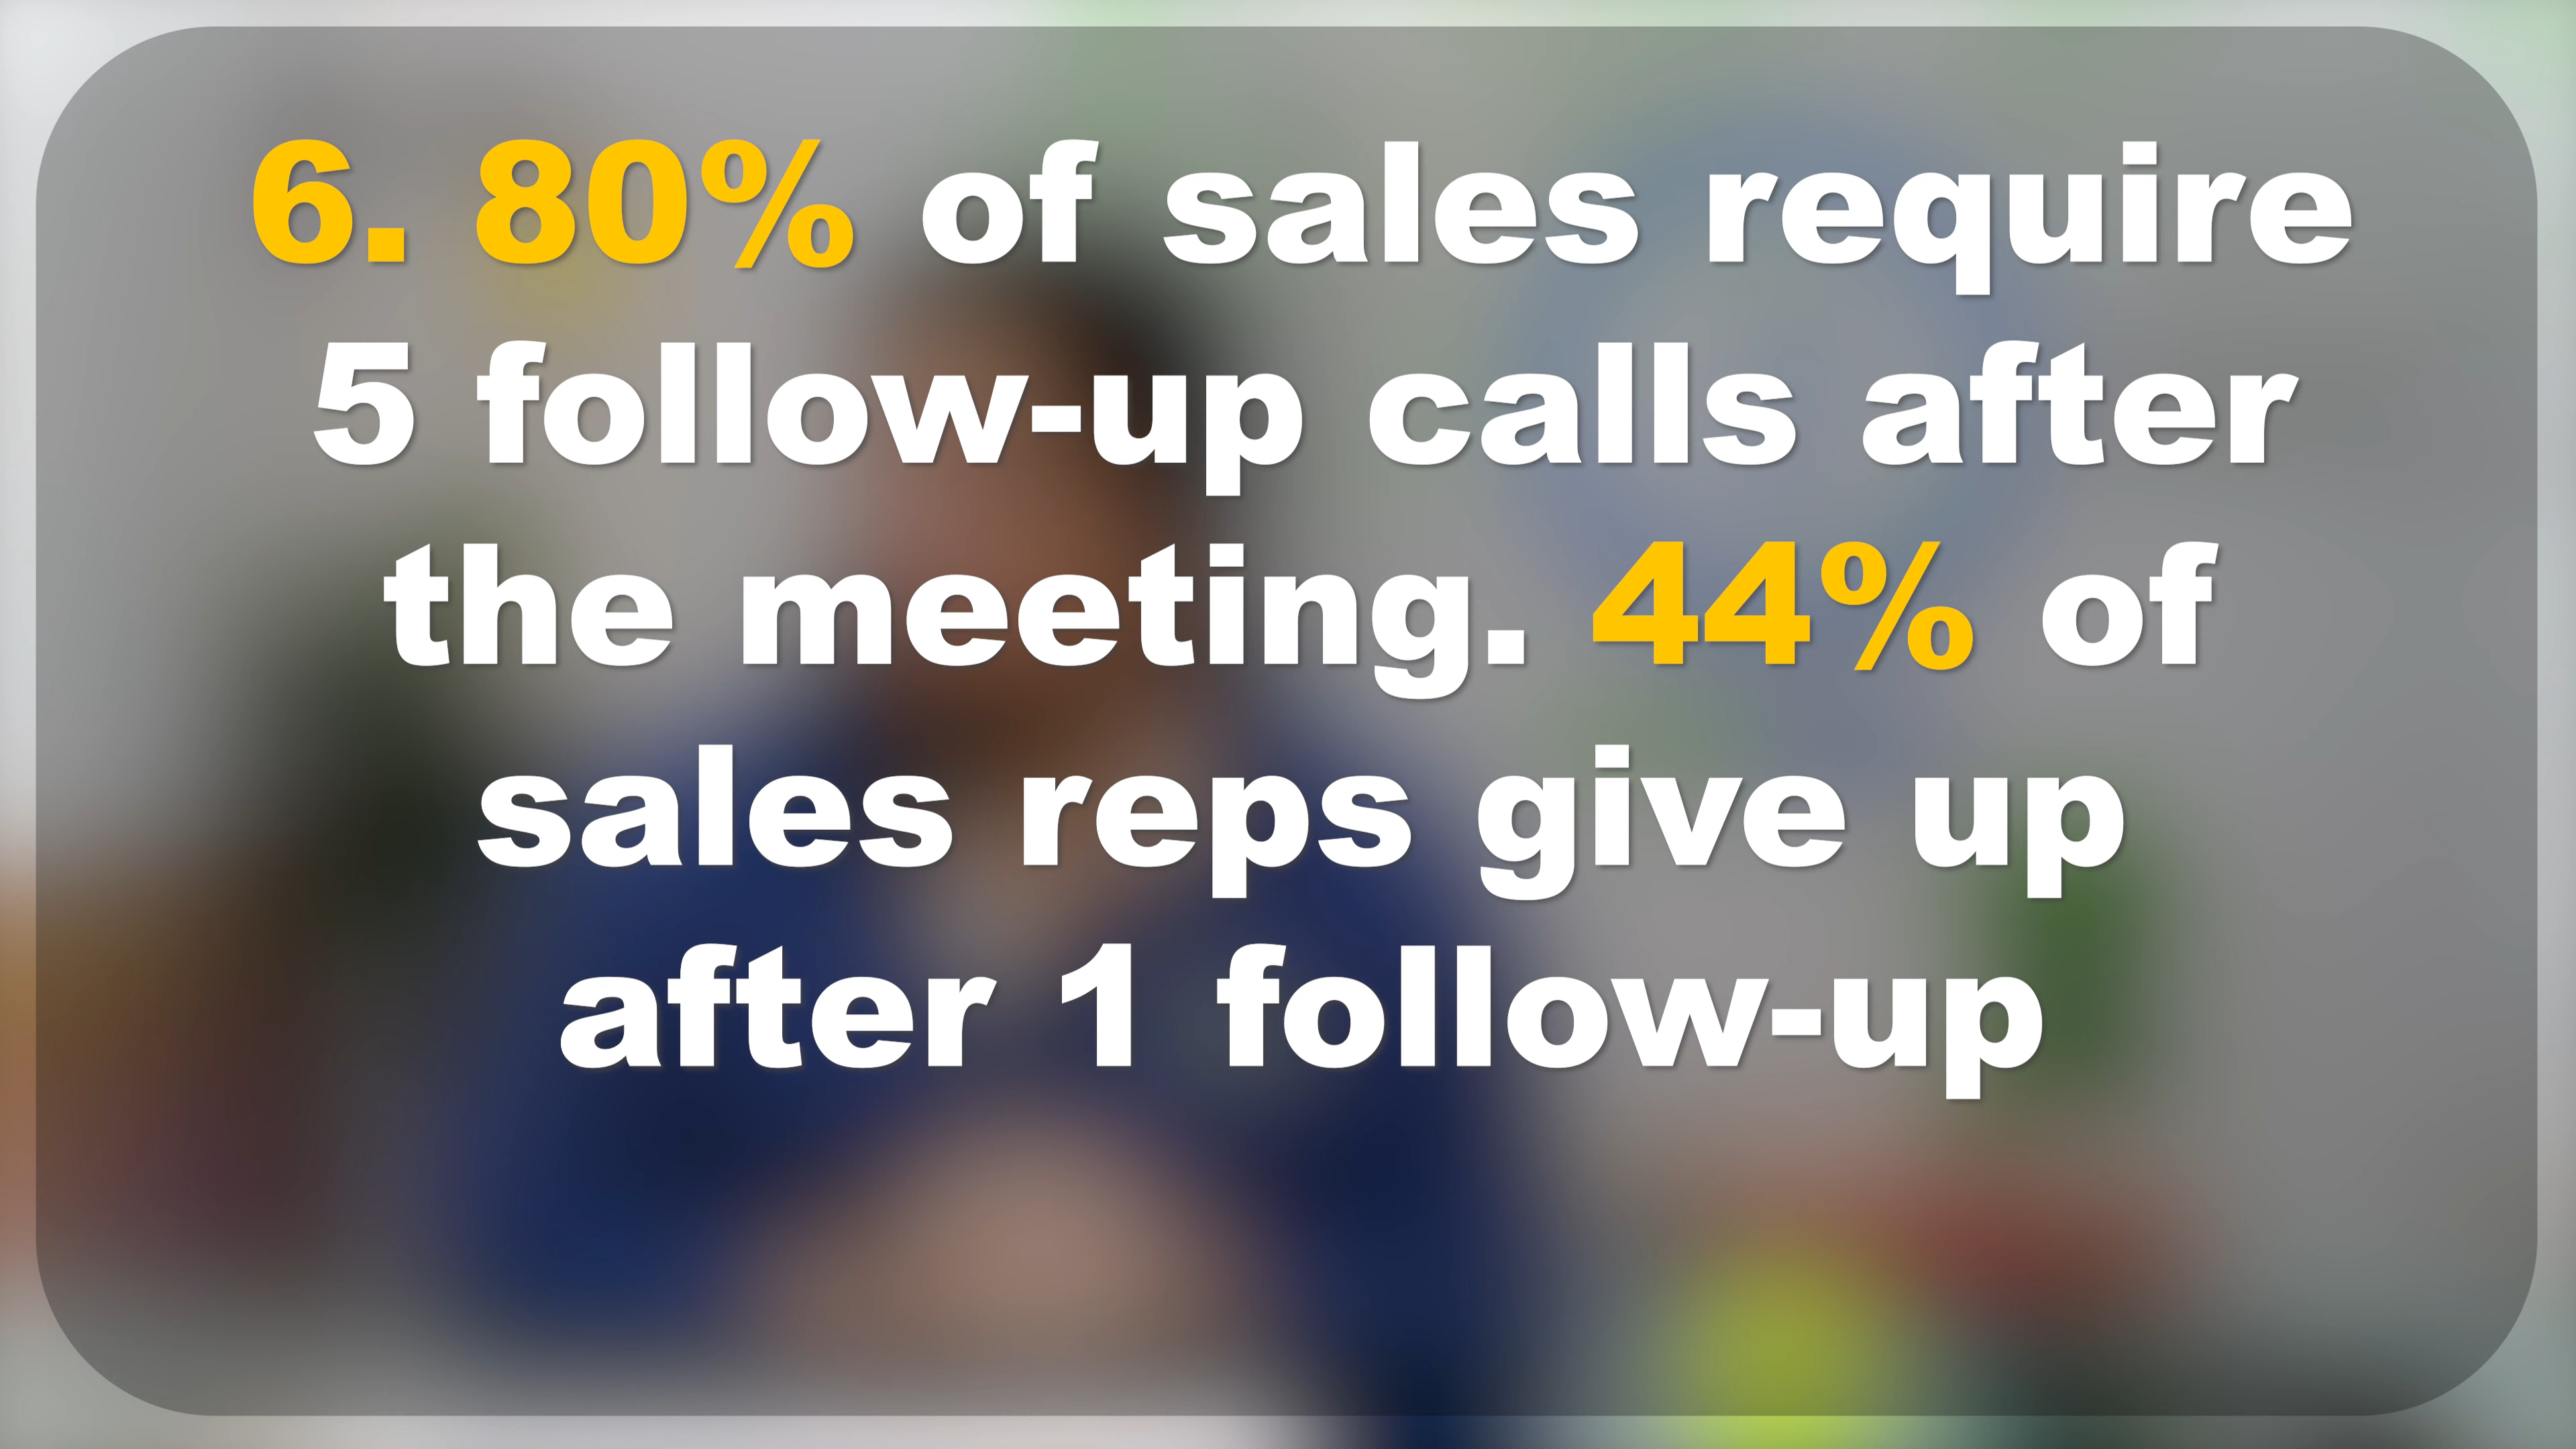 6. 80% of sales require
5 follow-up calls after
the meeting. 44% of
sales reps give up
after 1 follow-up